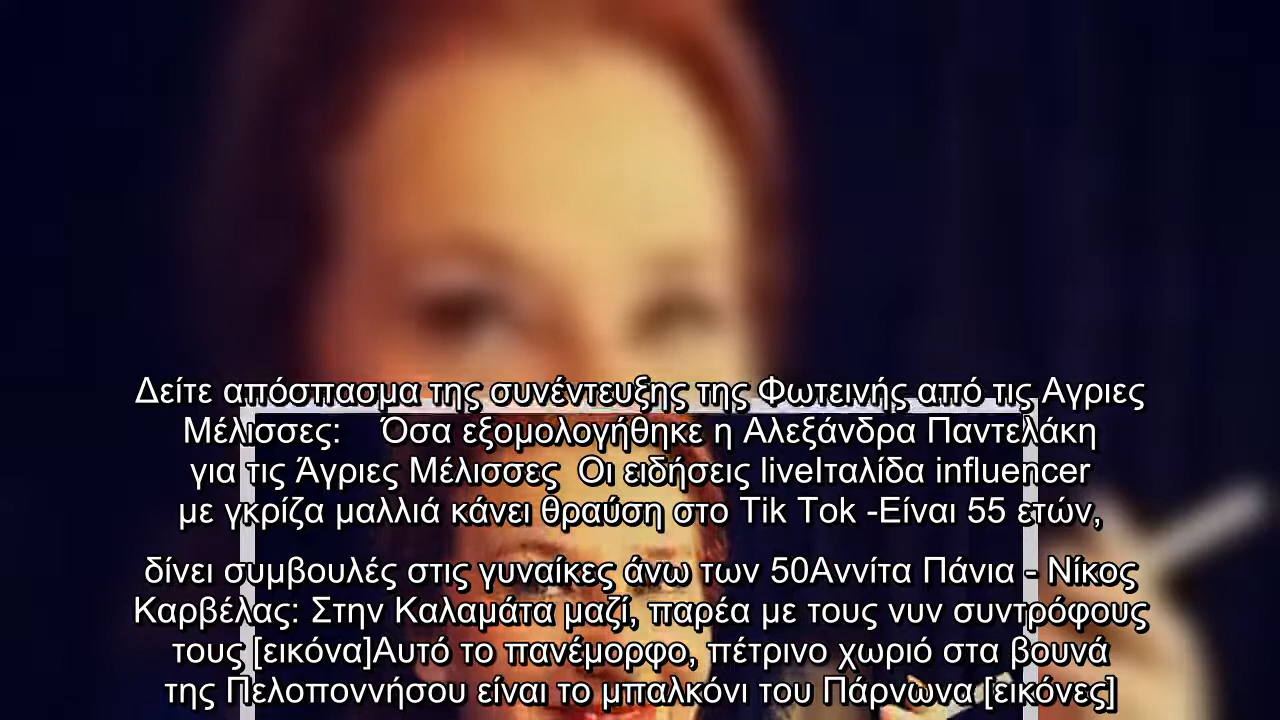 Δείτε απόσπασμα της συνέντευξης της Φωτεινής από τις Αγριες
Μέλισσες: Όσα εξομολογήθηκε η Αλεξάνδρα Παντελάκη
για τις Άγριες Μέλισσες Οι ειδήσεις liveΙταλίδα influencer
με γκρίζα μαλλιά κάνει θραύση στο Tik Tok -Είναι 55 ετών,
δίνει συμβουλές στις γυναίκες άνω των 50Αννίτα Πάνια - Νίκος
Καρβέλας: Στην Καλαμάτα μαζί, παρέα με τους νυν συντρόφους
τους [εικόνα]Αυτό το πανέμορφο, πέτρινο χωριό στα βουνά
της Πελοποννήσου είναι το μπαλκόνι του Πάρνωνα [εικόνες]